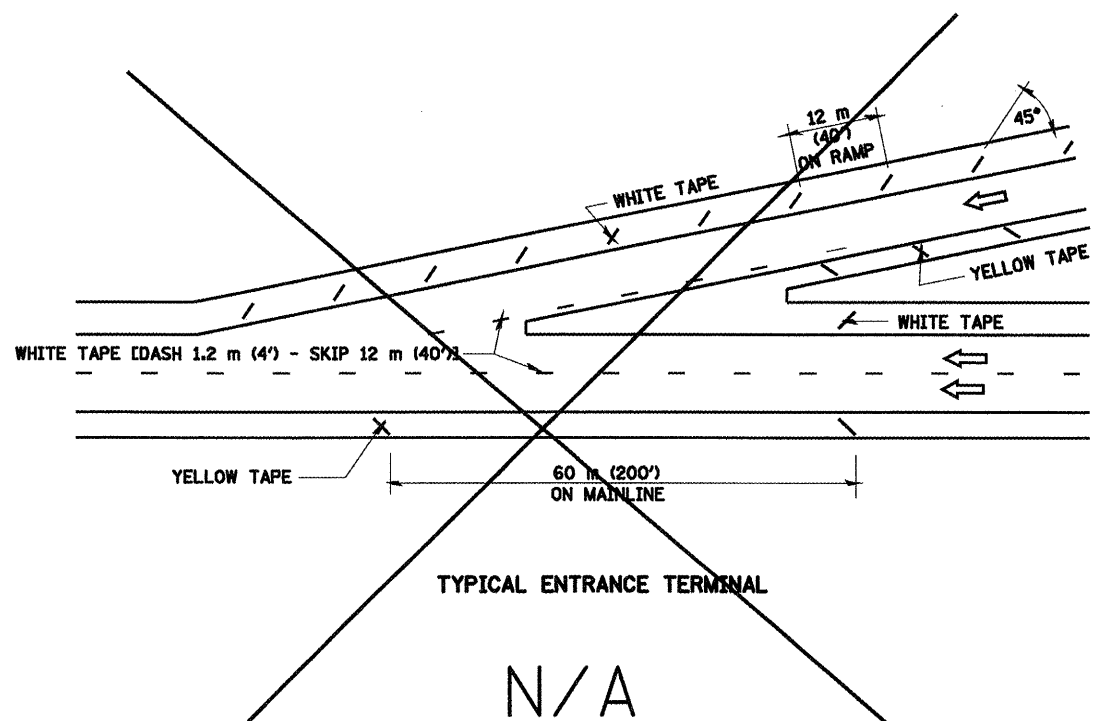 12 m
(40')
ON RAMP
45°
WHITE TAPE
YELLOW TAPE
WHITE TAPE
WHITE TAPE [DASH 1.2 m (4') - SKIP 12 m (40')]
YELLOW TAPE
60 m (200')
ON MAINLINE
TYPICAL ENTRANCE TERMINAL
N/A